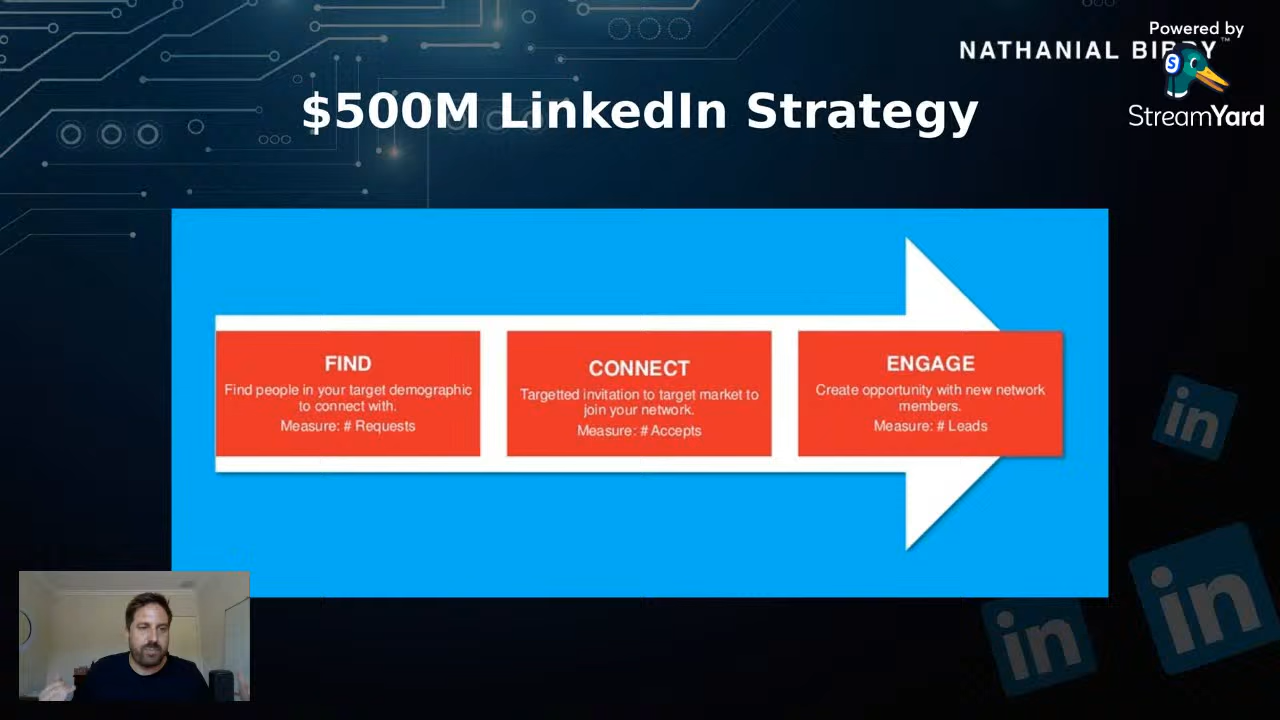 Powered by
NATHANIAL BIRBY
StreamYard
$500M LinkedIn Strategy
FIND
Find people in your target demographic
to connect with.
Measure: # Requests
CONNECT
Targetted invitation to target market to
join your network.
Measure: # Accepts
ENGAGE
Create opportunity with new network
members.
Measure: # Leads
in
in
in